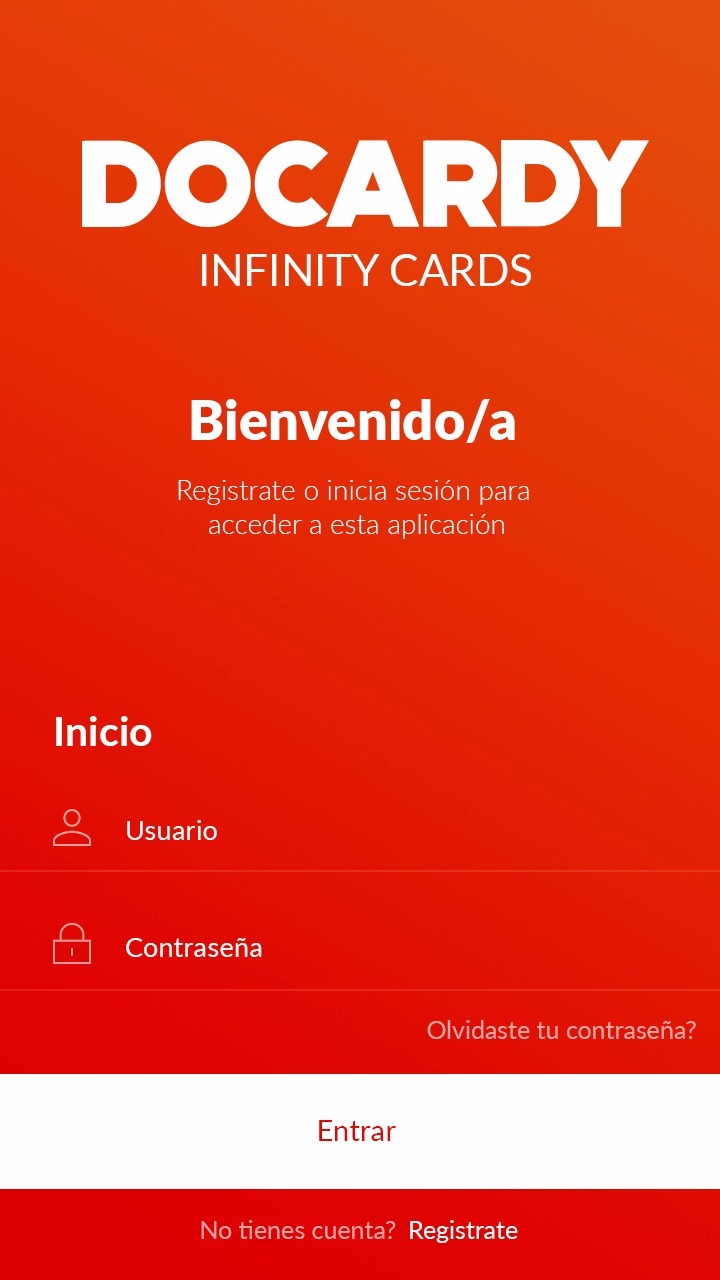 DOCARDY
INFINITY CARDS
Bienvenido/a
Registrate o inicia sesión para
acceder a esta aplicación
Inicio
Usuario
Contraseña
Olvidaste tu contraseña?
Entrar
No tienes cuenta? Registrate